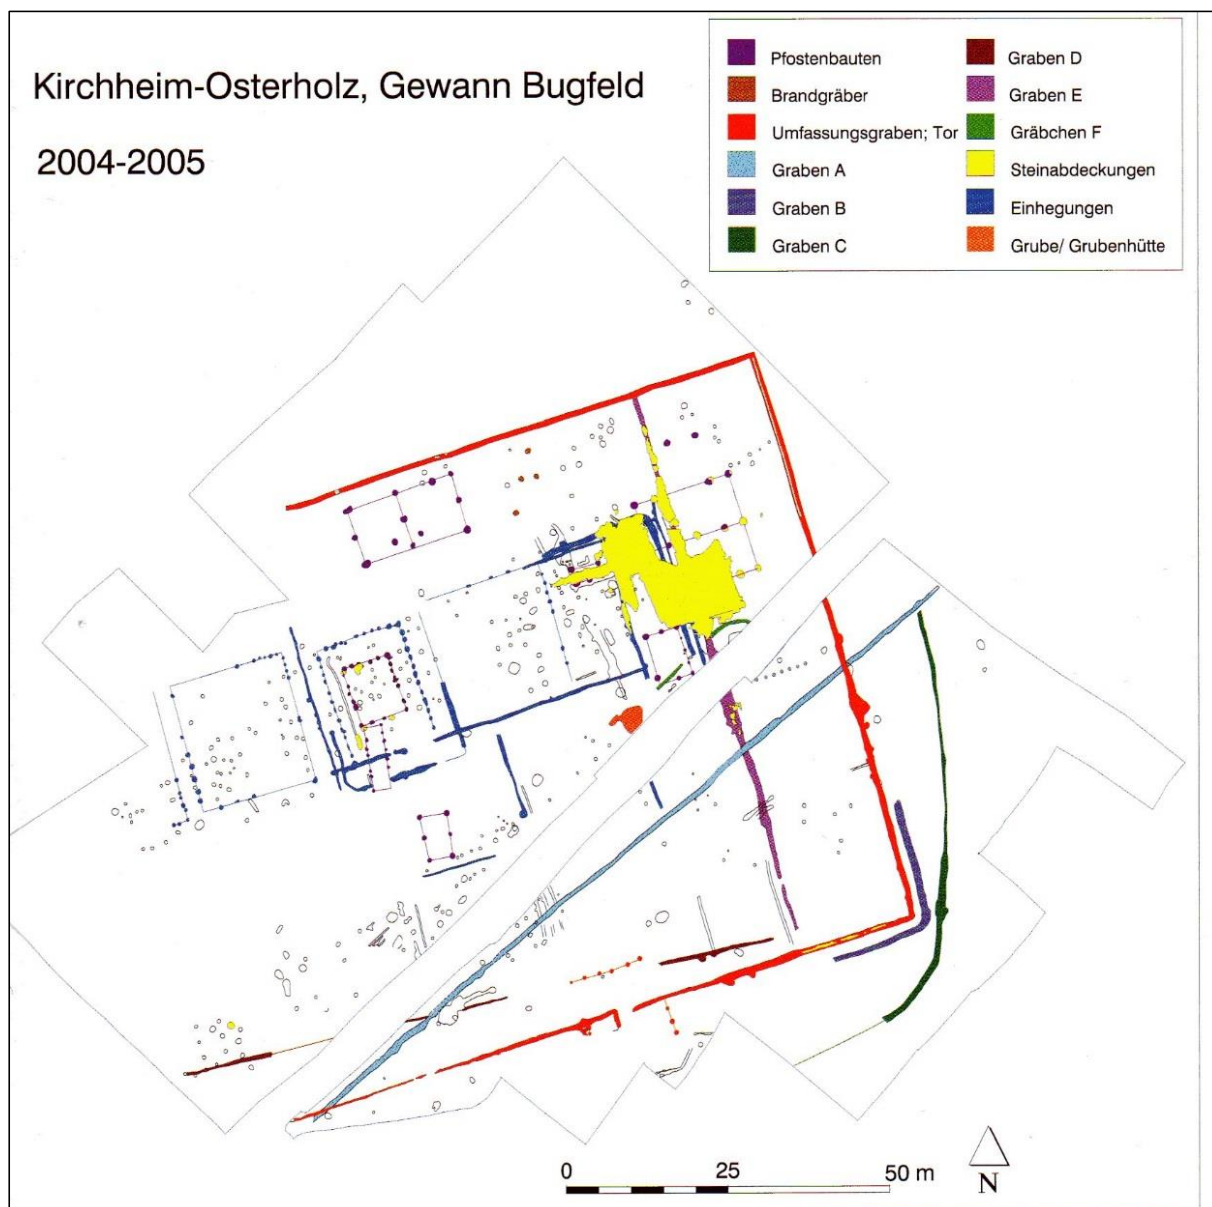 Kirchheim-Osterholz, Gewann Bugfeld
2004-2005
Pfostenbauten
Brandgräber
Umfassungsgraben; Tor
Graben A
Graben B
Graben C
Graben D
Graben E
Gräbchen F
Steinabdeckungen
Einhegungen
Grube/ Grubenhütte
0 25 50 m
N